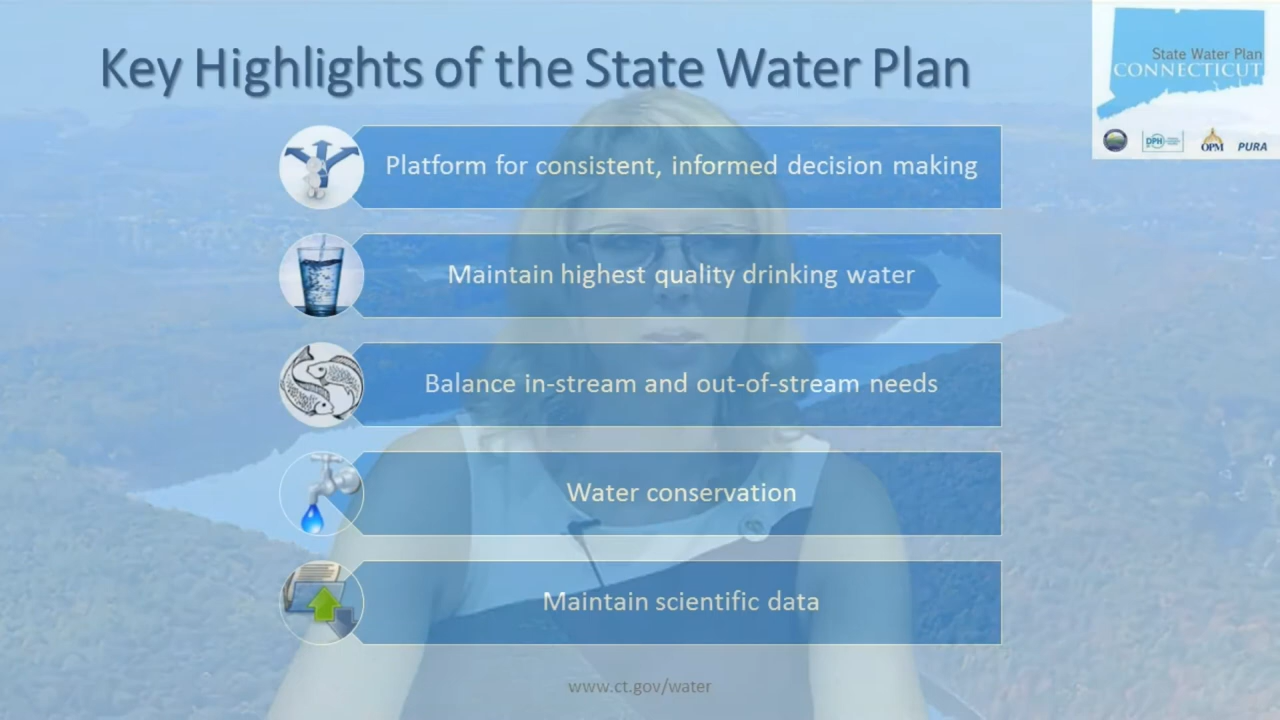 Key Highlights of the State Water Plan
State Water Plan
CONNECTICUT
DPH
OPM
PURA
Platform for consistent, informed decision making
Maintain highest quality drinking water
Balance in-stream and out-of-stream needs
Water conservation
Maintain scientific data
www.ct.gov/water